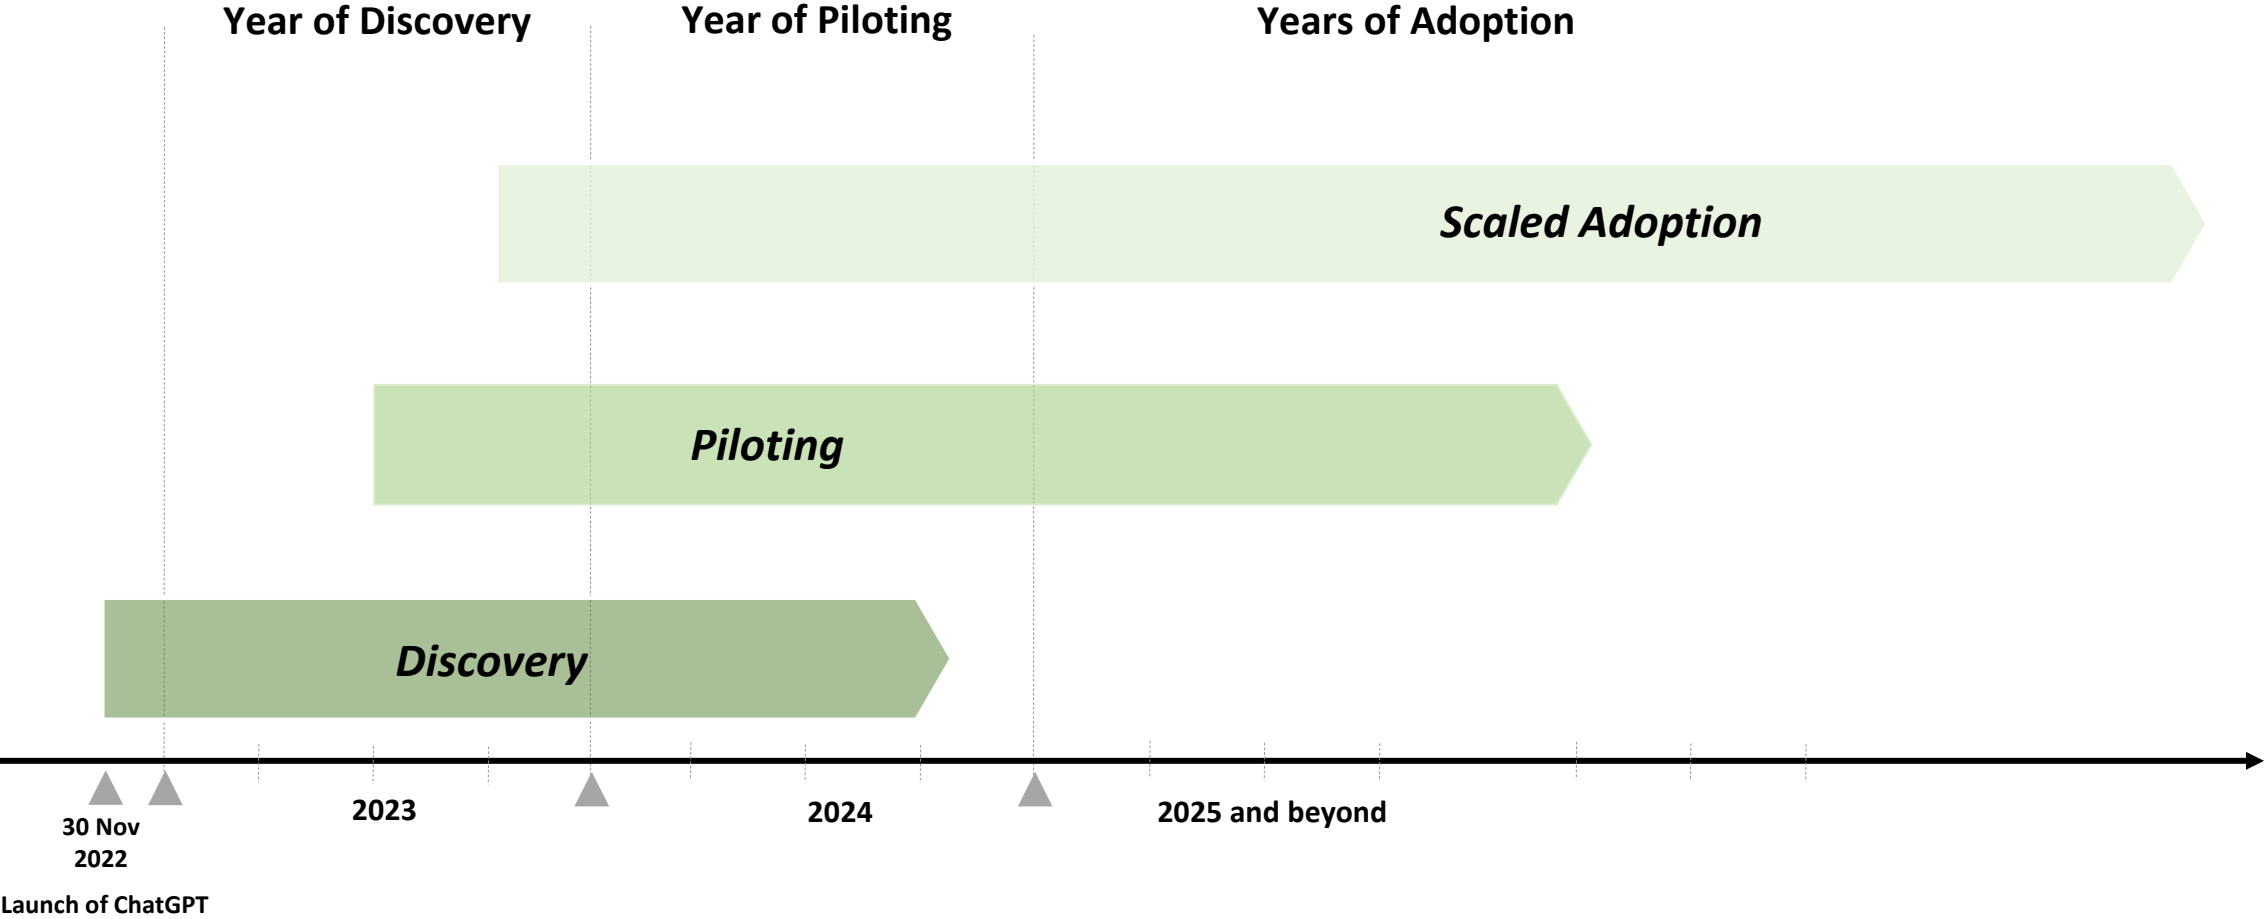 Year of Discovery
Year of Piloting
Years of Adoption
Scaled Adoption
Piloting
Discovery
2023
2024
2025 and beyond
30 Nov
2022
Launch of ChatGPT